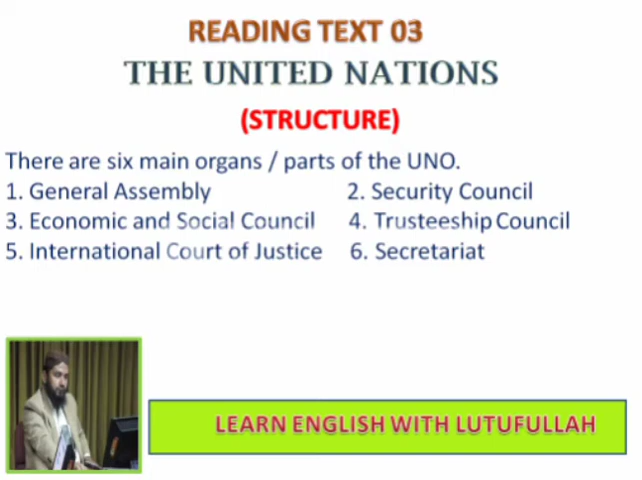 READING TEXT 03
THE UNITED NATIONS
(STRUCTURE)
There are six main organs / parts of the UNO.
1. General Assembly 2. Security Council
3. Economic and Social Council 4. Trusteeship Council
5. International Court of Justice 6. Secretariat
LEARN ENGLISH WITH LUTUFULLAH